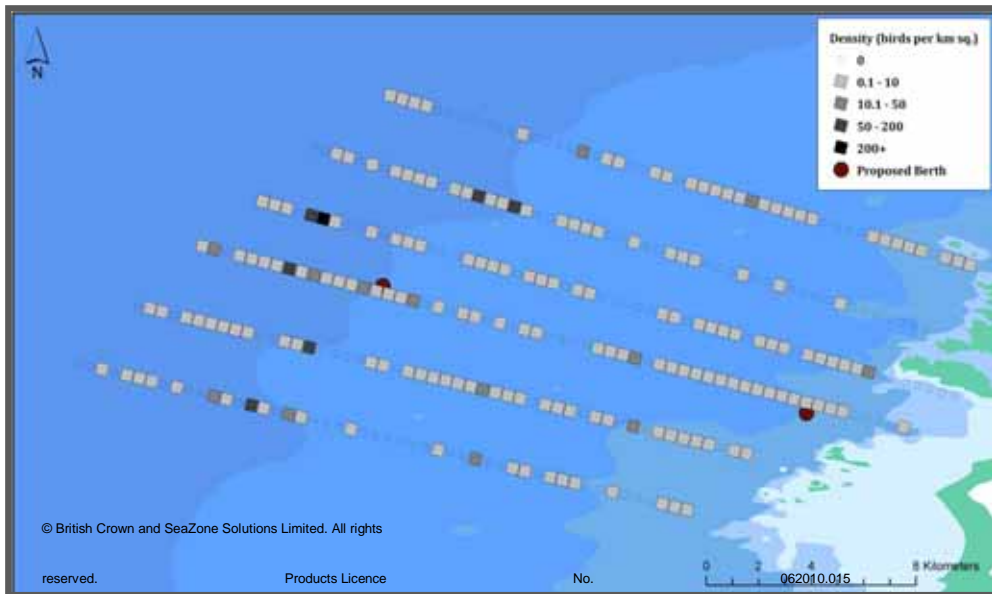 N
Density (birds per km sq.)
0
0.1 - 10
10.1 - 50
50 - 200
200+
Proposed Berth
© British Crown and SeaZone Solutions Limited. All rights
reserved. Products Licence No. 062010.015
0 2 4 8 Kilometers